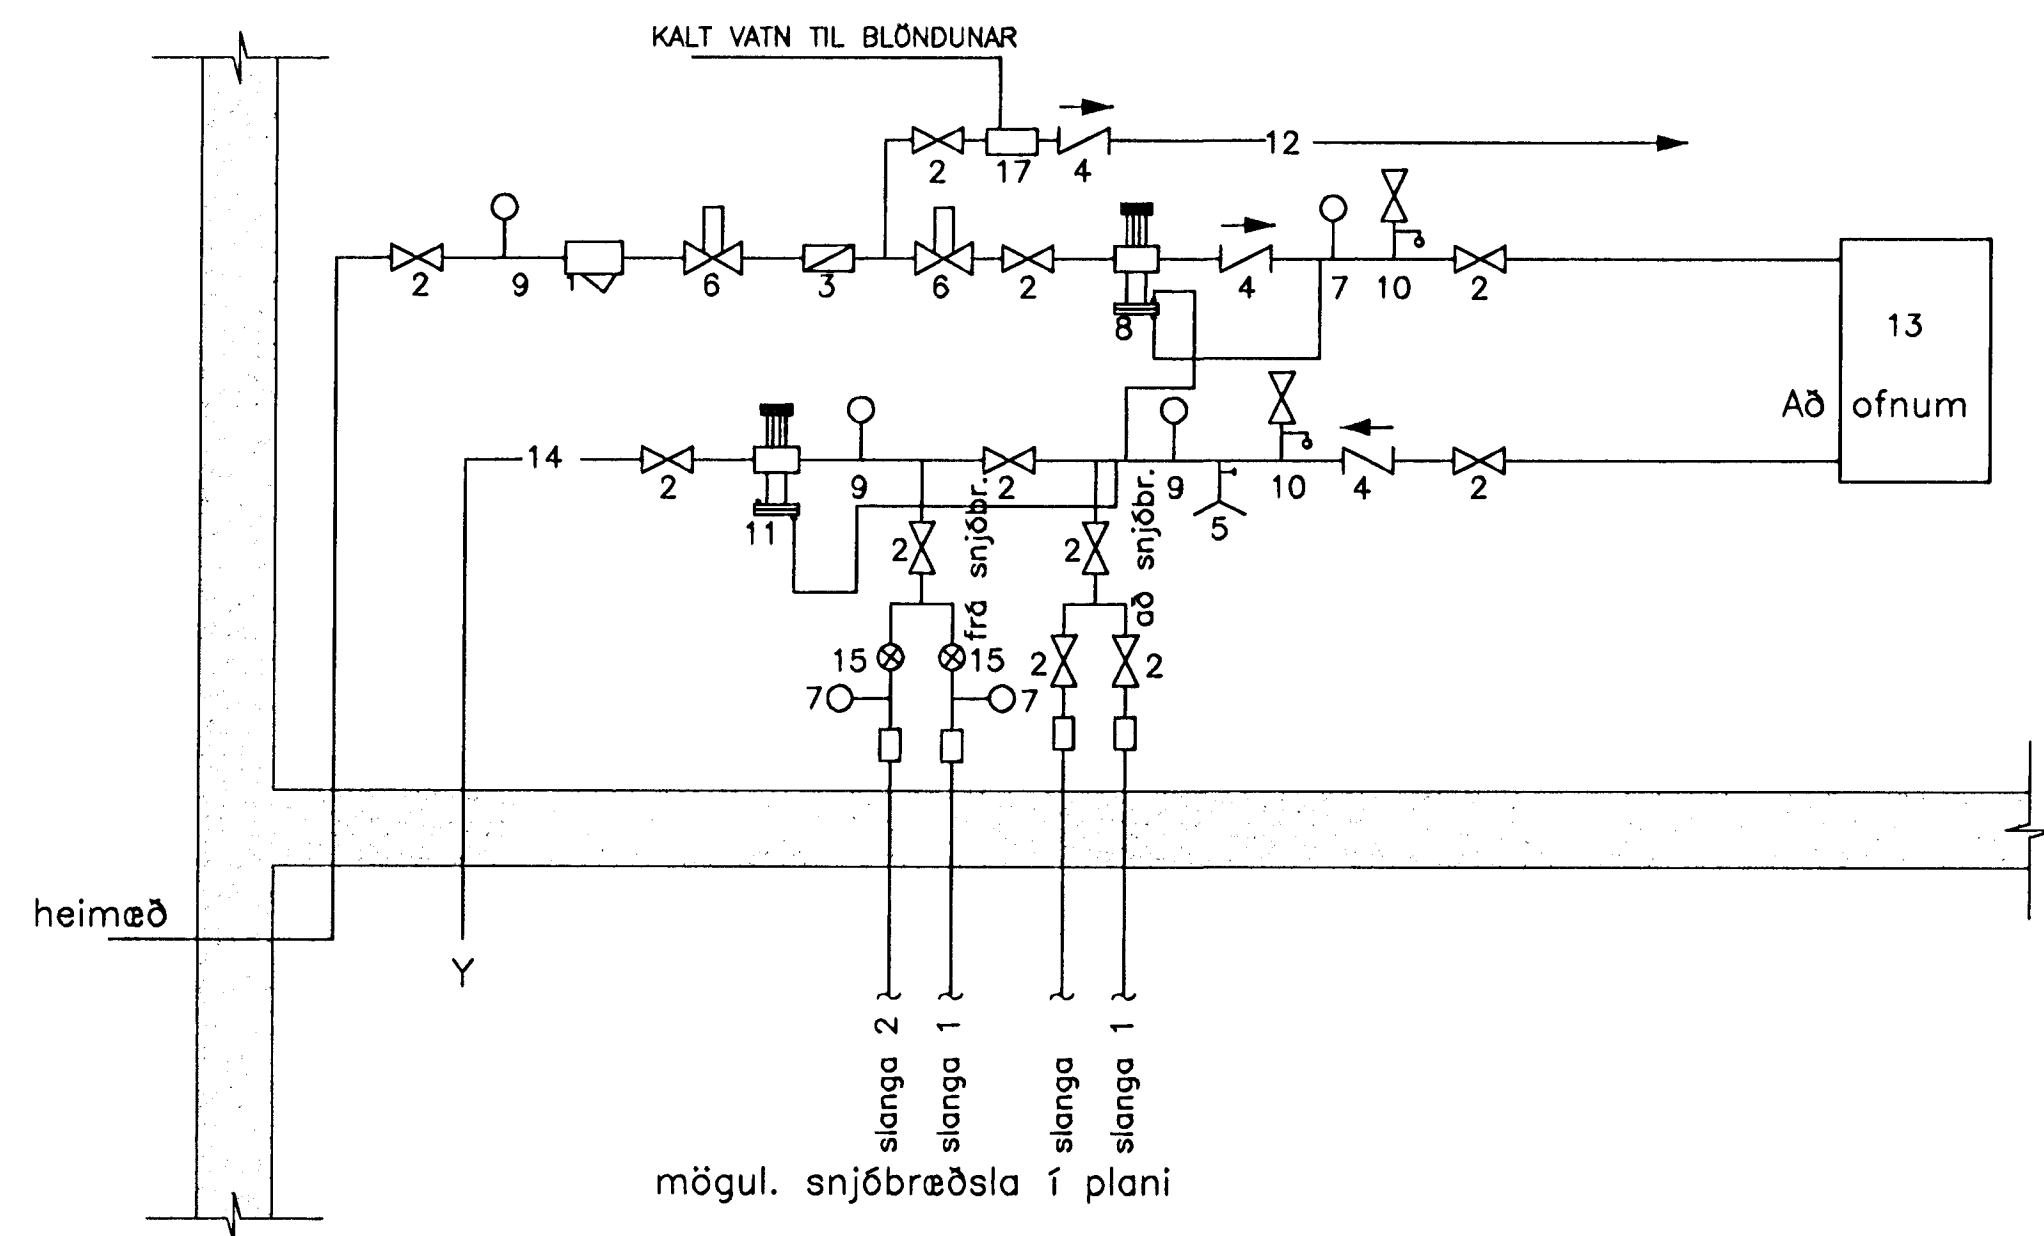 KALT VATN TIL BLÖNDUNAR
12
2 17 4
2 9 1 6 3 6 2 8 4 7 10 2
13
Að ofnum
14
2 11 9 2 9 5 10 4 2
frá snjóbr.
að snjóbr.
2 2
15 15 2 2
7 7
heimæð
Y
slanga 2
slanga 1
slanga
slanga 1
mögul. snjóbræðsla í plani